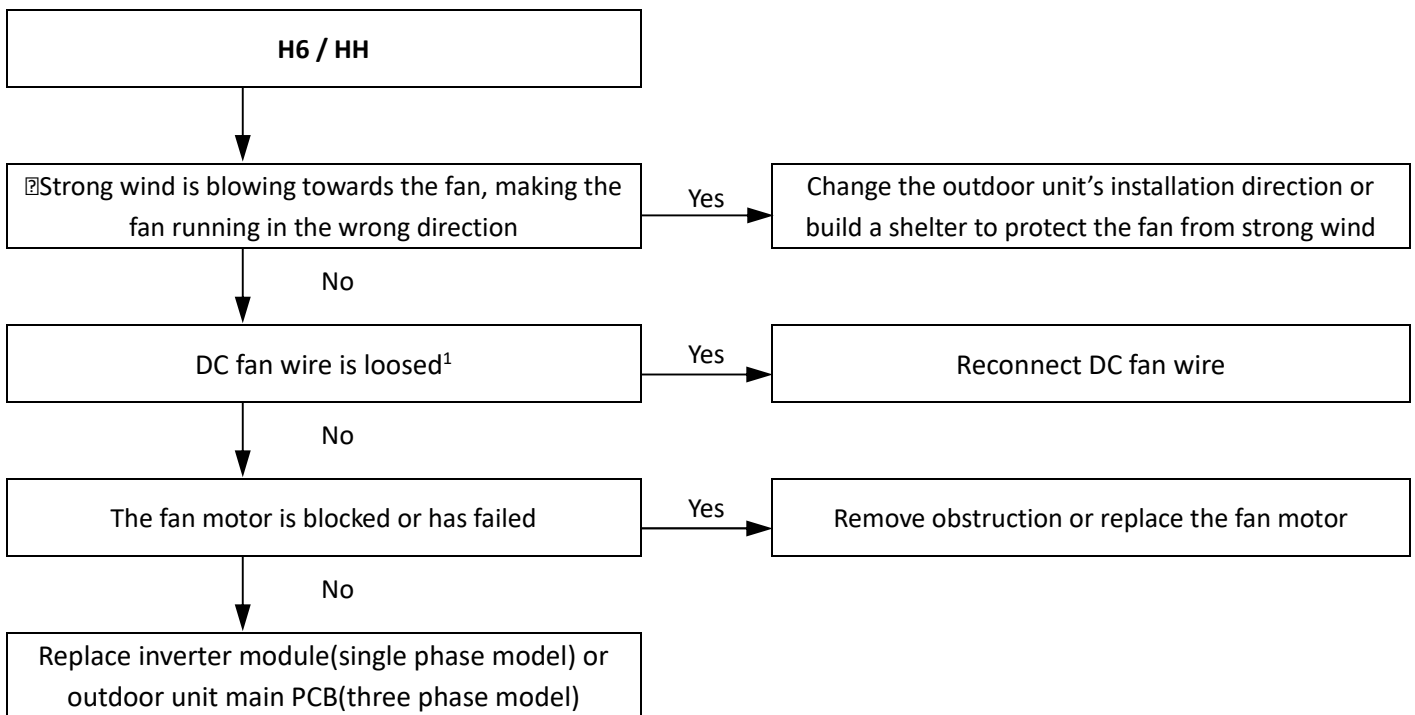 H6 / HH
⍰Strong wind is blowing towards the fan, making the
fan running in the wrong direction
Yes
Change the outdoor unit’s installation direction or
build a shelter to protect the fan from strong wind
No
DC fan wire is loosed¹
Yes
Reconnect DC fan wire
No
The fan motor is blocked or has failed
Yes
Remove obstruction or replace the fan motor
No
Replace inverter module(single phase model) or
outdoor unit main PCB(three phase model)